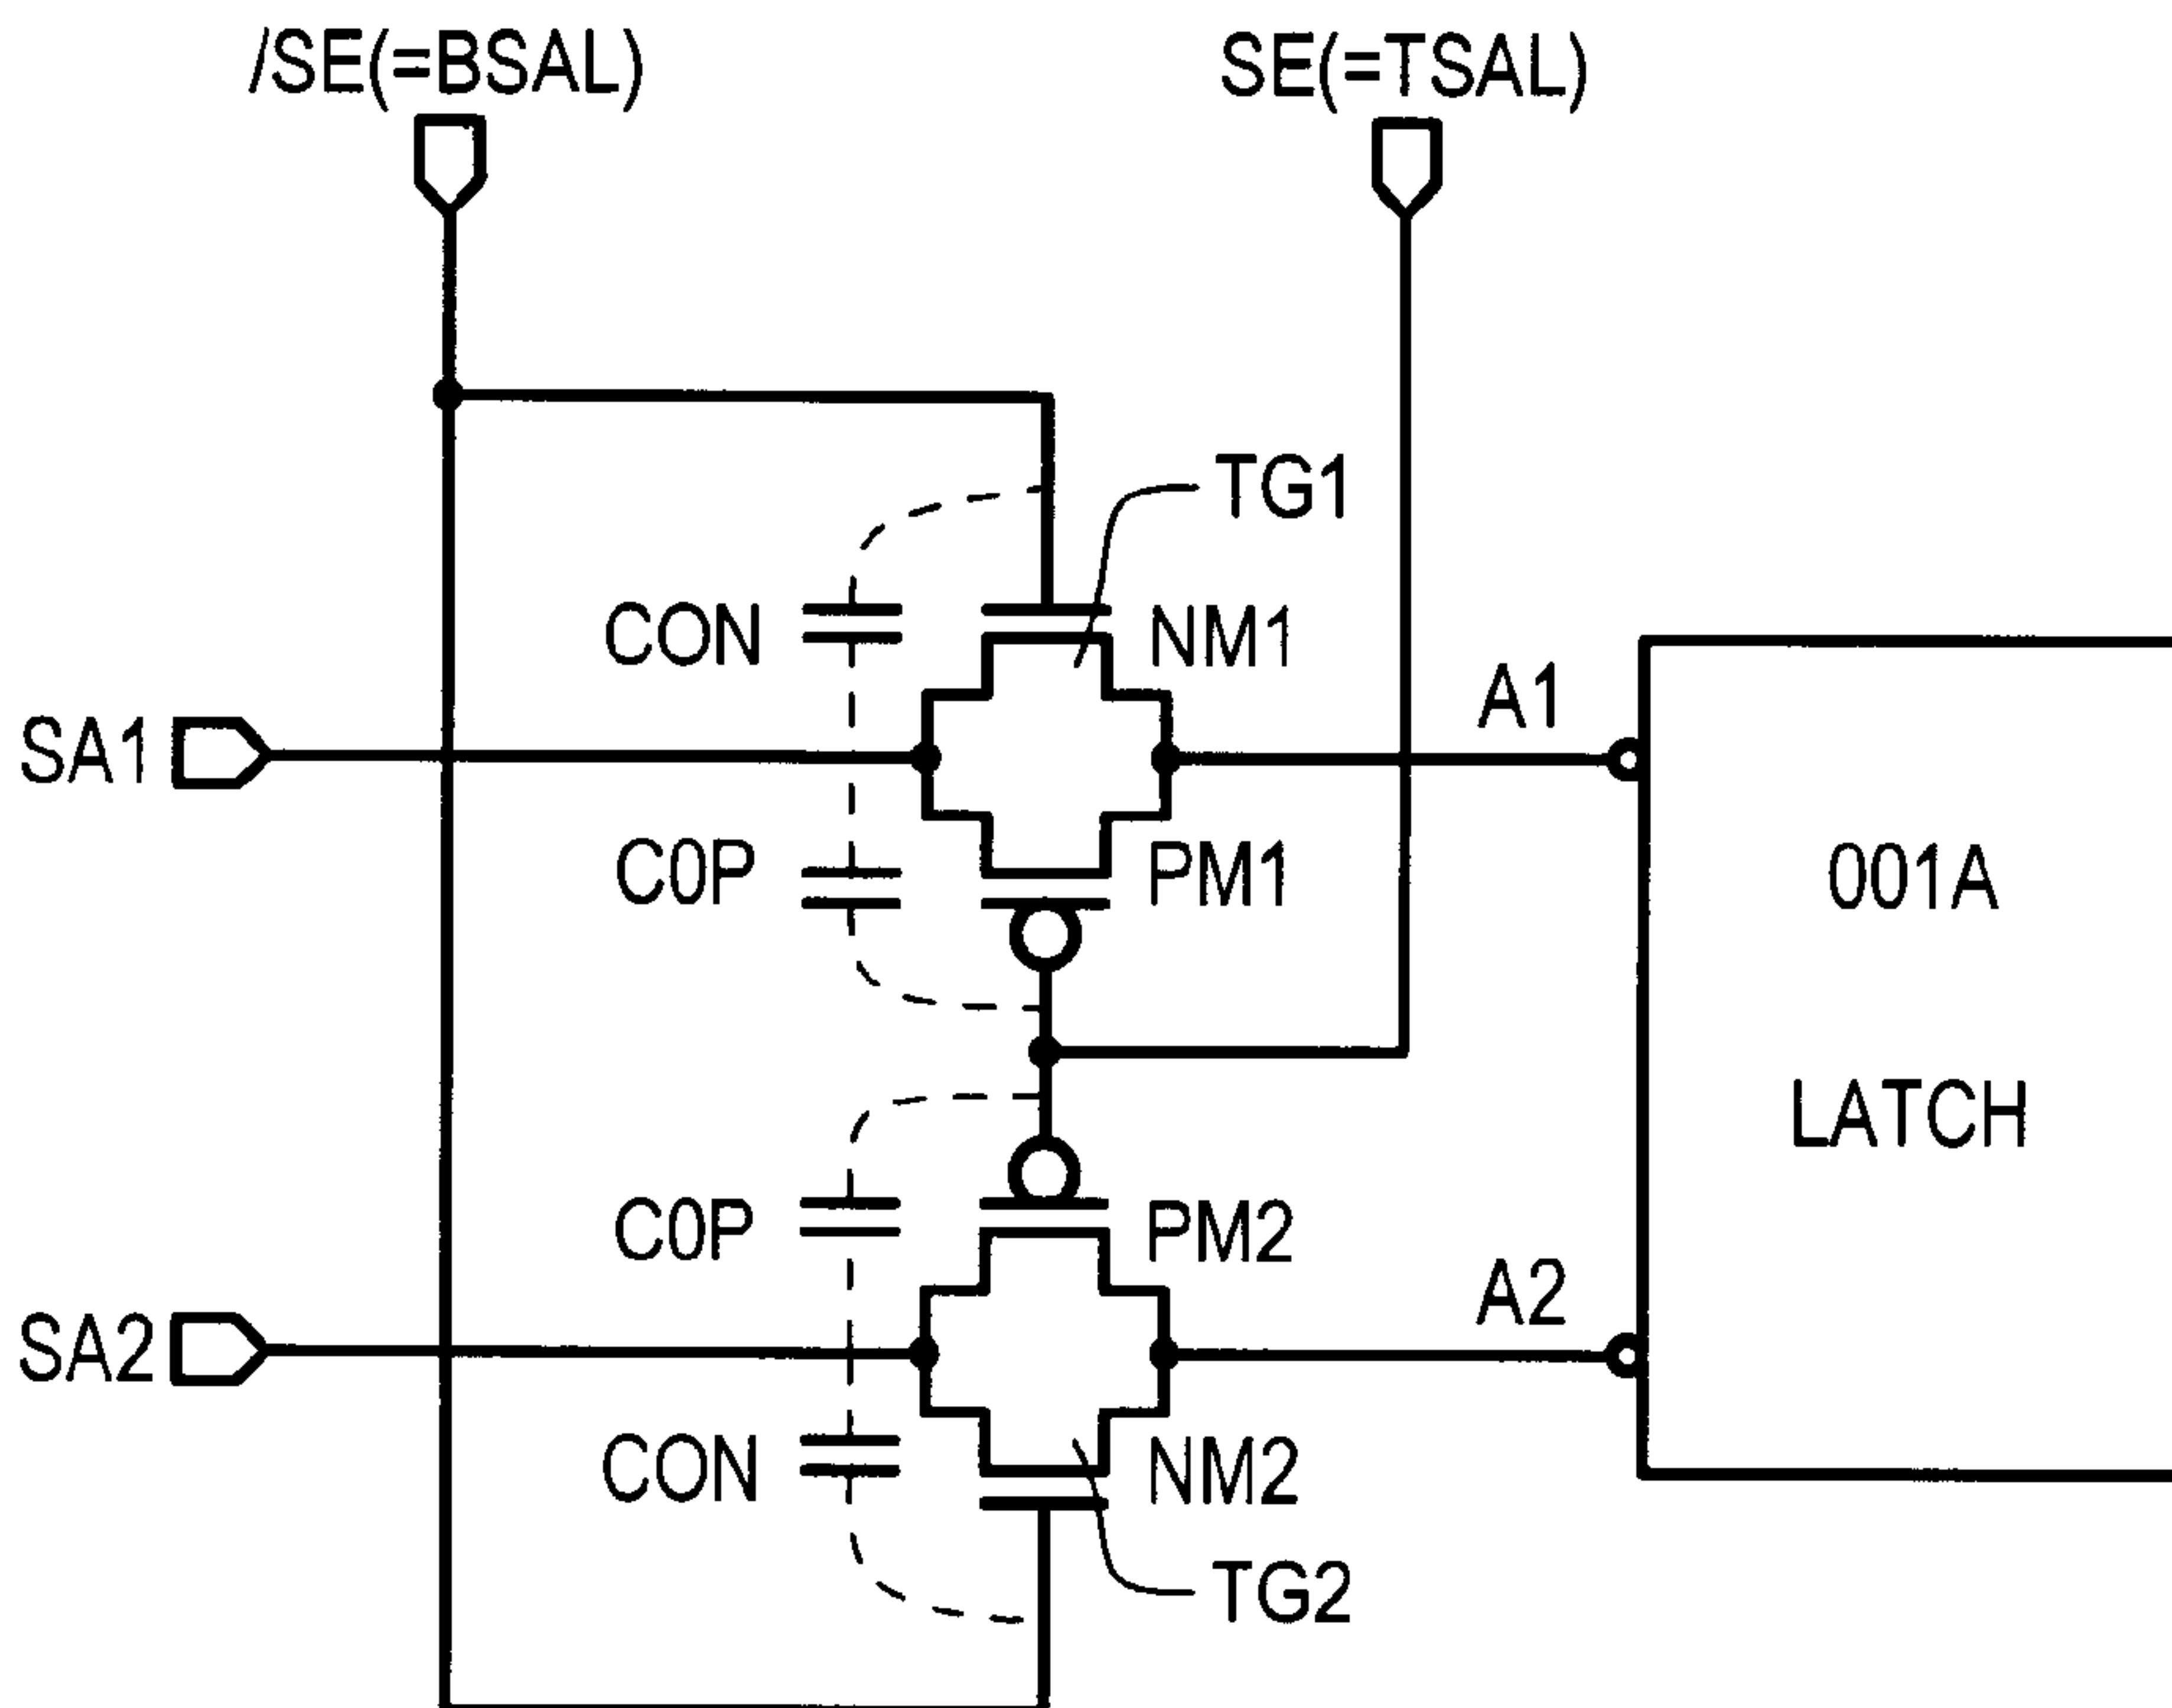 /SE(=BSAL)
SE(=TSAL)
TG1
CON
NM1
A1
SA1
C0P
PM1
001A
LATCH
C0P
PM2
A2
SA2
CON
NM2
TG2